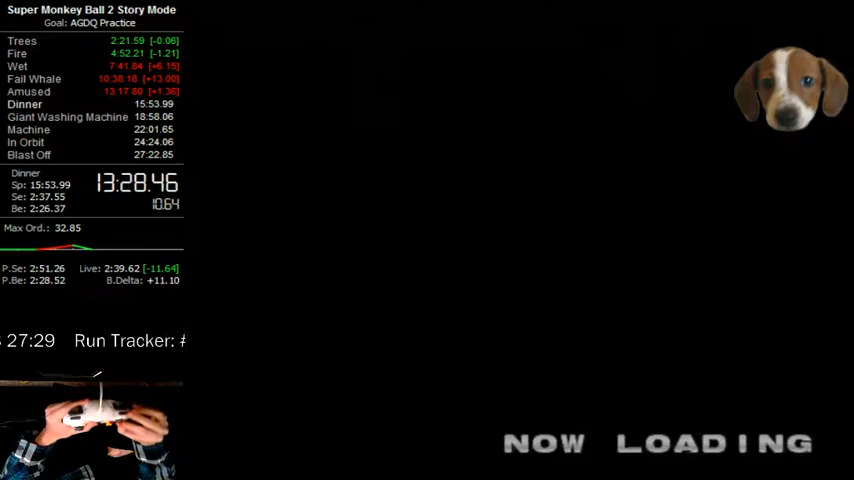 Super Monkey Ball 2 Story Mode
Goal: AGDQ Practice
Trees 2:21.59 [-0.06]
Fire 4:52.21 [-1.21]
Wet 7:41.84 [+6.15]
Fail Whale 10:38.18 [+13.00]
Amused 13:17.80 [+1.36]
Dinner 15:53.99
Giant Washing Machine 18:58.06
Machine 22:01.65
In Orbit 24:24.06
Blast Off 27:22.85
Dinner
Sp: 15:53.99 13:28.46
Se: 2:37.55
Be: 2:26.37 10.64
Max Ord.: 32.85
P.Se: 2:51.26 Live: 2:39.62 [-11.64]
P.Be: 2:28.52 B.Delta: +11.10
27:29 Run Tracker: #
NOW LOADING